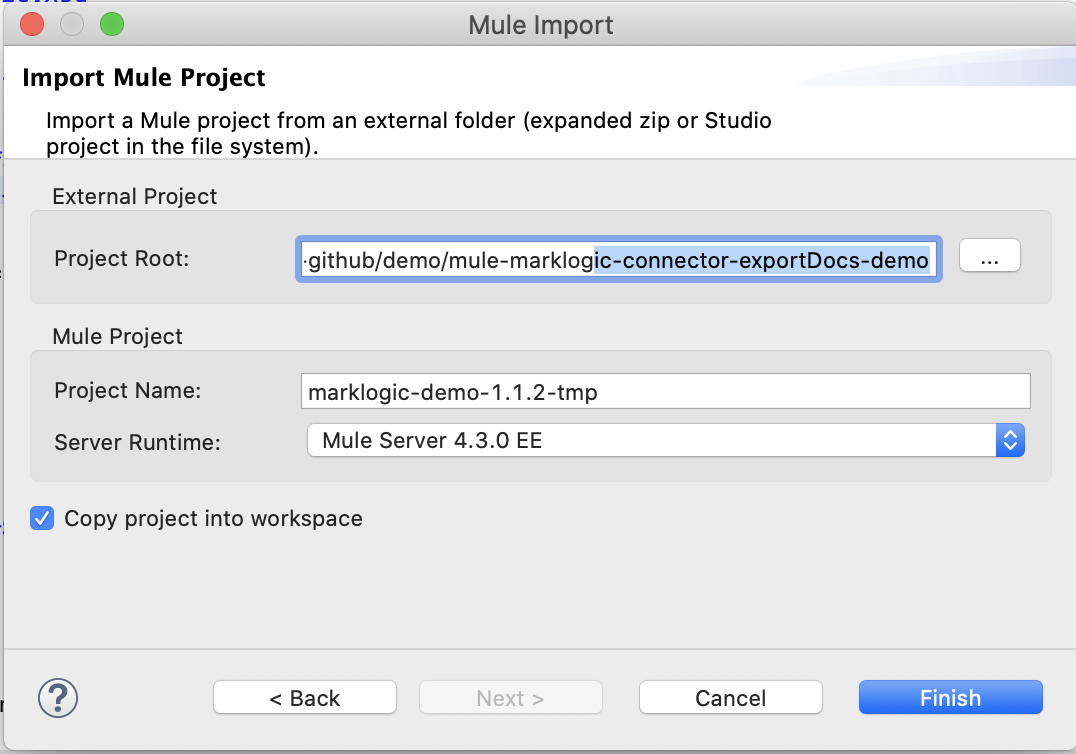 Mule Import
Import Mule Project
Import a Mule project from an external folder (expanded zip or Studio
project in the file system).
External Project
Project Root:
github/demo/mule-marklogic-connector-exportDocs-demo
...
Mule Project
Project Name:
marklogic-demo-1.1.2-tmp
Server Runtime:
Mule Server 4.3.0 EE
Copy project into workspace
?
< Back
Next >
Cancel
Finish